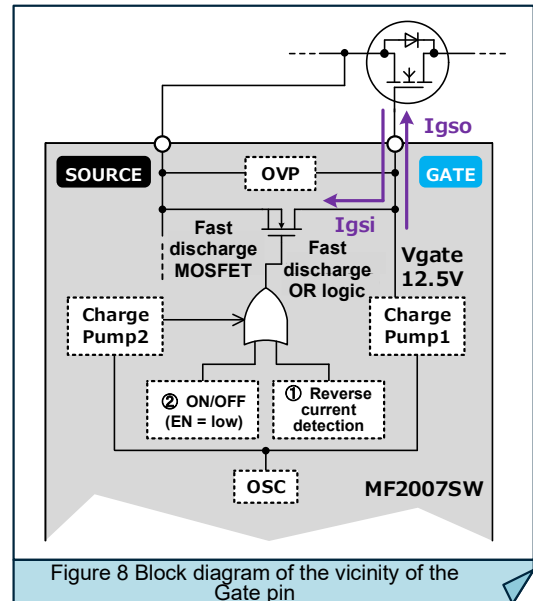 Igso
SOURCE
OVP
GATE
Igsi
Fast
discharge
MOSFET
Fast
discharge
OR logic
Vgate
12.5V
Charge
Pump2
Charge
Pump1
② ON/OFF
(EN = low)
① Reverse
current
detection
OSC
MF2007SW
Figure 8 Block diagram of the vicinity of the
Gate pin